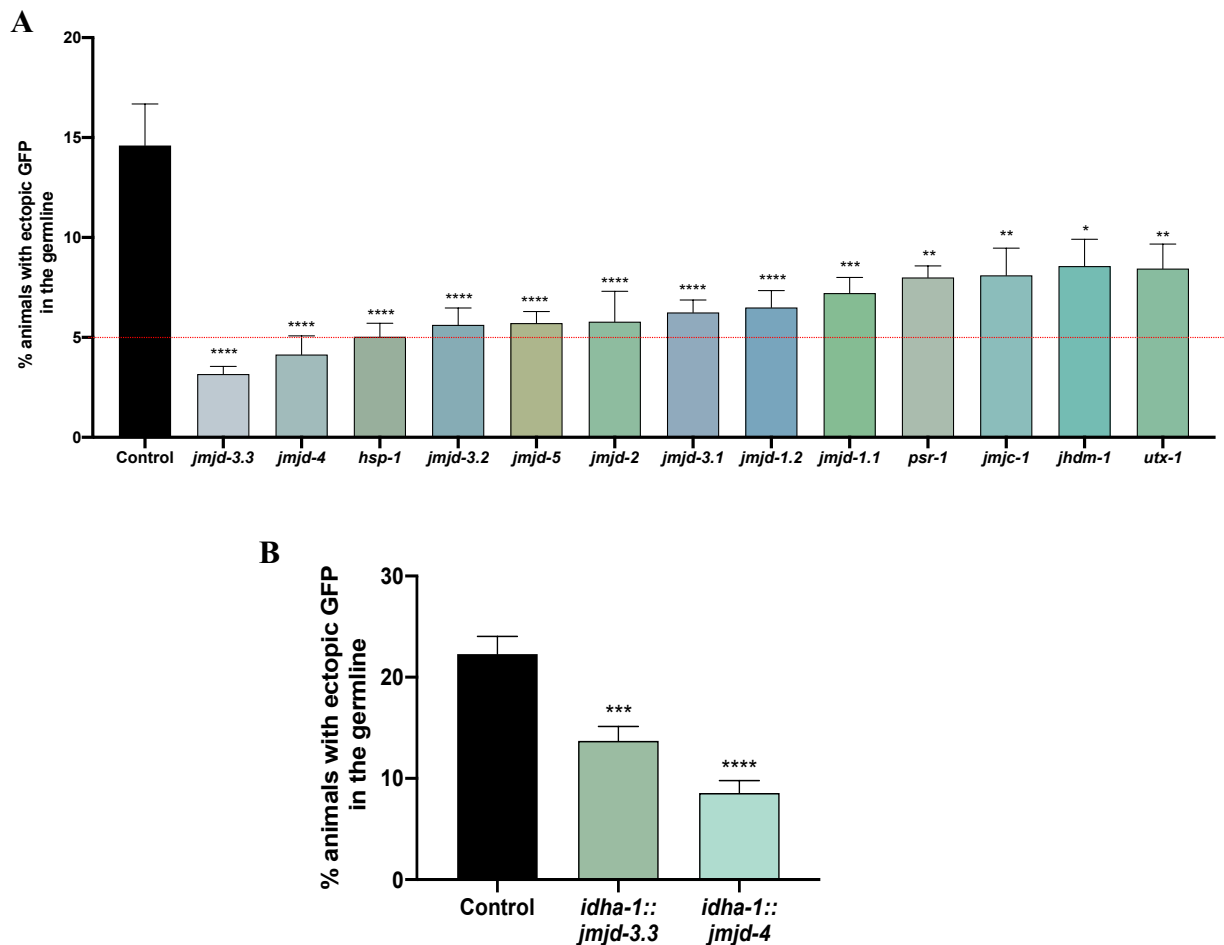 A
% animals with ectopic GFP
in the germline
20
15
10
5
0
****
****
****
****
****
****
****
****
***
**
**
*
**
Control
jmjd-3.3
jmjd-4
hsp-1
jmjd-3.2
jmjd-5
jmjd-2
jmjd-3.1
jmjd-1.2
jmjd-1.1
psr-1
jmjc-1
jhdm-1
utx-1
B
% animals with ectopic GFP
in the germline
30
20
10
0
***
****
Control
idha-1::
jmjd-3.3
idha-1::
jmjd-4